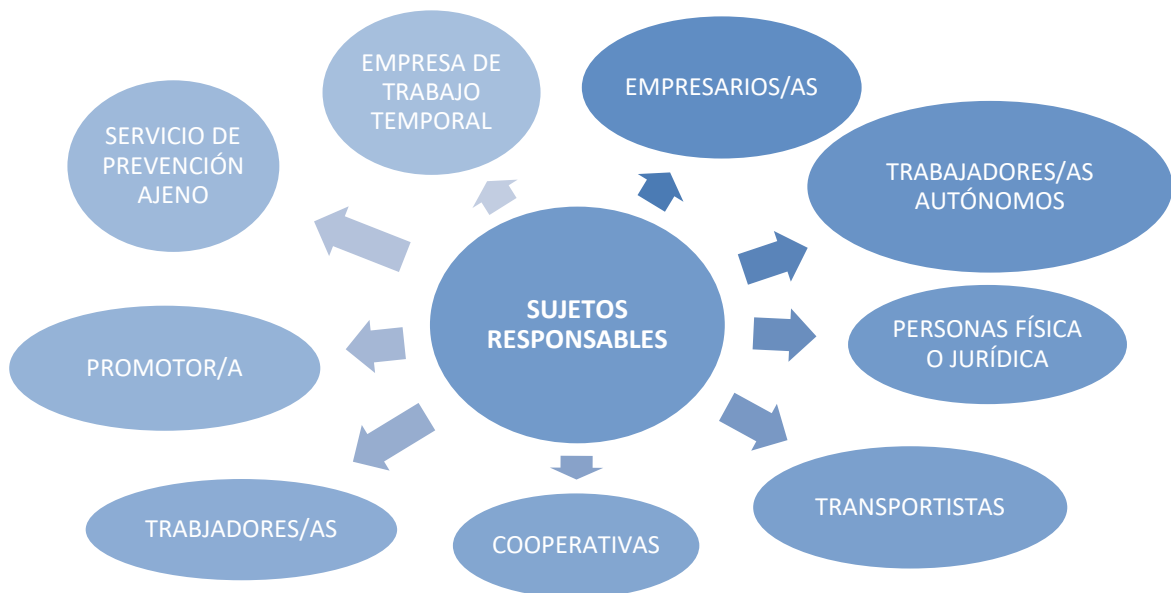 EMPRESA DE
TRABAJO
TEMPORAL
EMPRESARIOS/AS
SERVICIO DE
PREVENCIÓN
AJENO
TRABAJADORES/AS
AUTÓNOMOS
SUJETOS
RESPONSABLES
PERSONAS FÍSICA
O JURÍDICA
PROMOTOR/A
TRANSPORTISTAS
TRABJADORES/AS
COOPERATIVAS